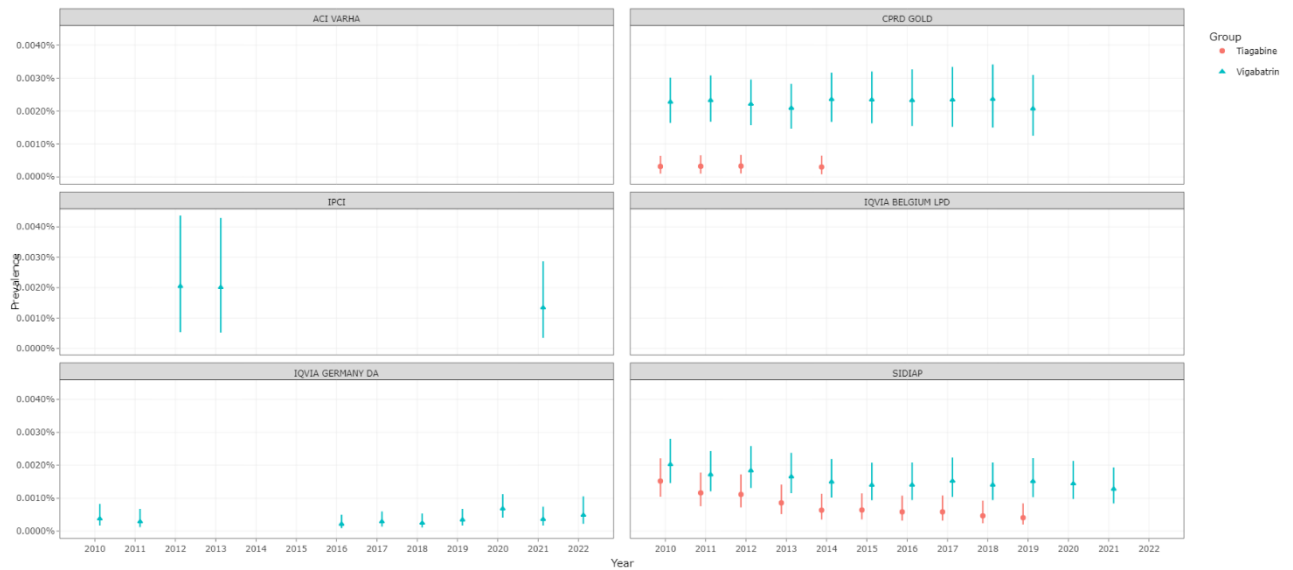 ACI VARHA
CPRD GOLD
Group
Tiagabine
Vigabatrin
0.0040%
0.0030%
0.0020%
0.0010%
0.0000%
IPCI
IQVIA BELGIUM LPD
0.0040%
0.0030%
0.0020%
0.0010%
0.0000%
Prevalence
IQVIA GERMANY DA
SIDIAP
0.0040%
0.0030%
0.0020%
0.0010%
0.0000%
2010 2011 2012 2013 2014 2015 2016 2017 2018 2019 2020 2021 2022
2010 2011 2012 2013 2014 2015 2016 2017 2018 2019 2020 2021 2022
Year